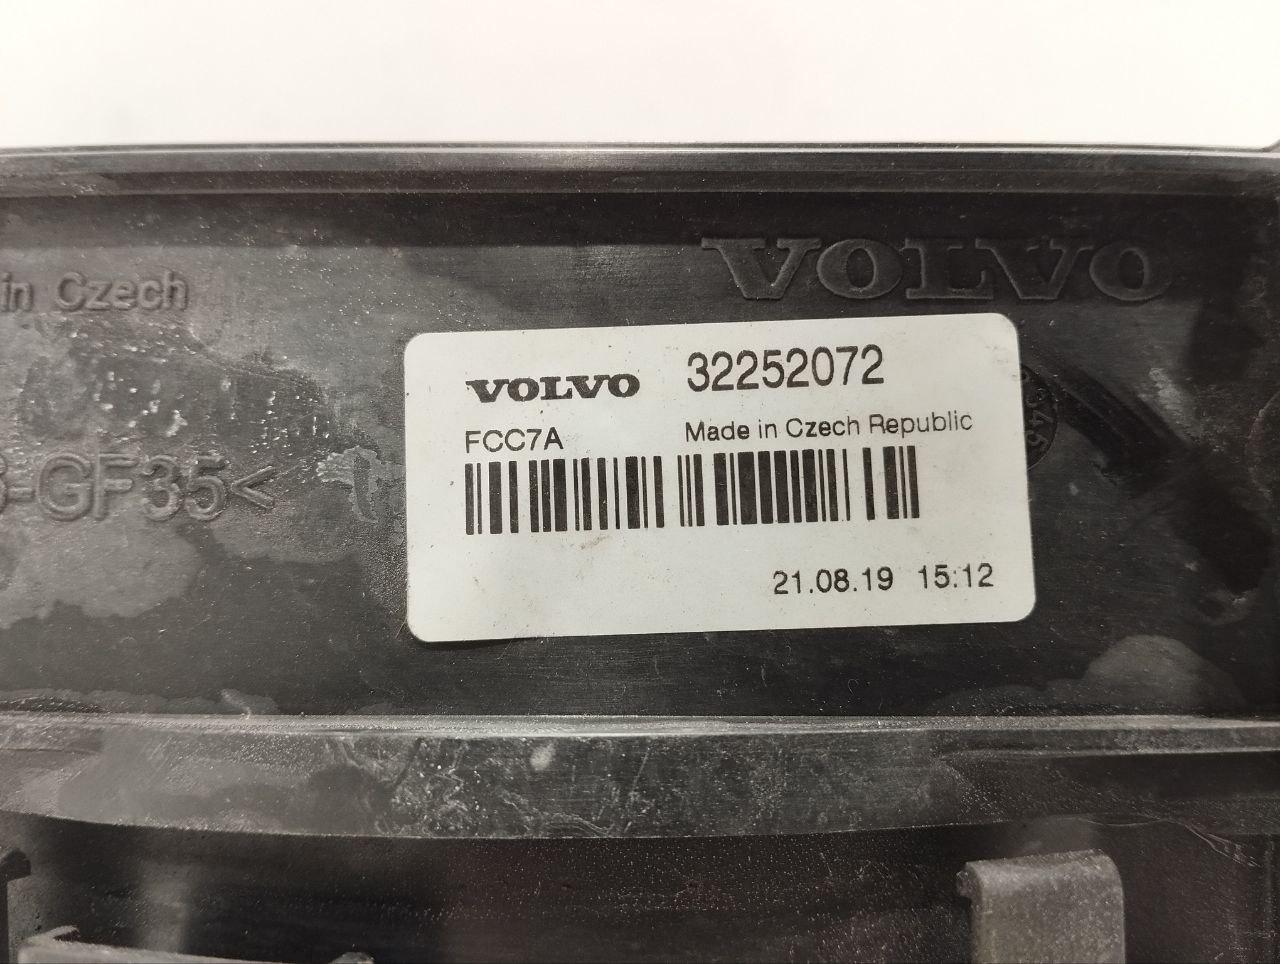 VOLVO
in Czech
VOLVO 32252072
FCC7A Made in Czech Republic
-GF35<
21.08.19 15:12